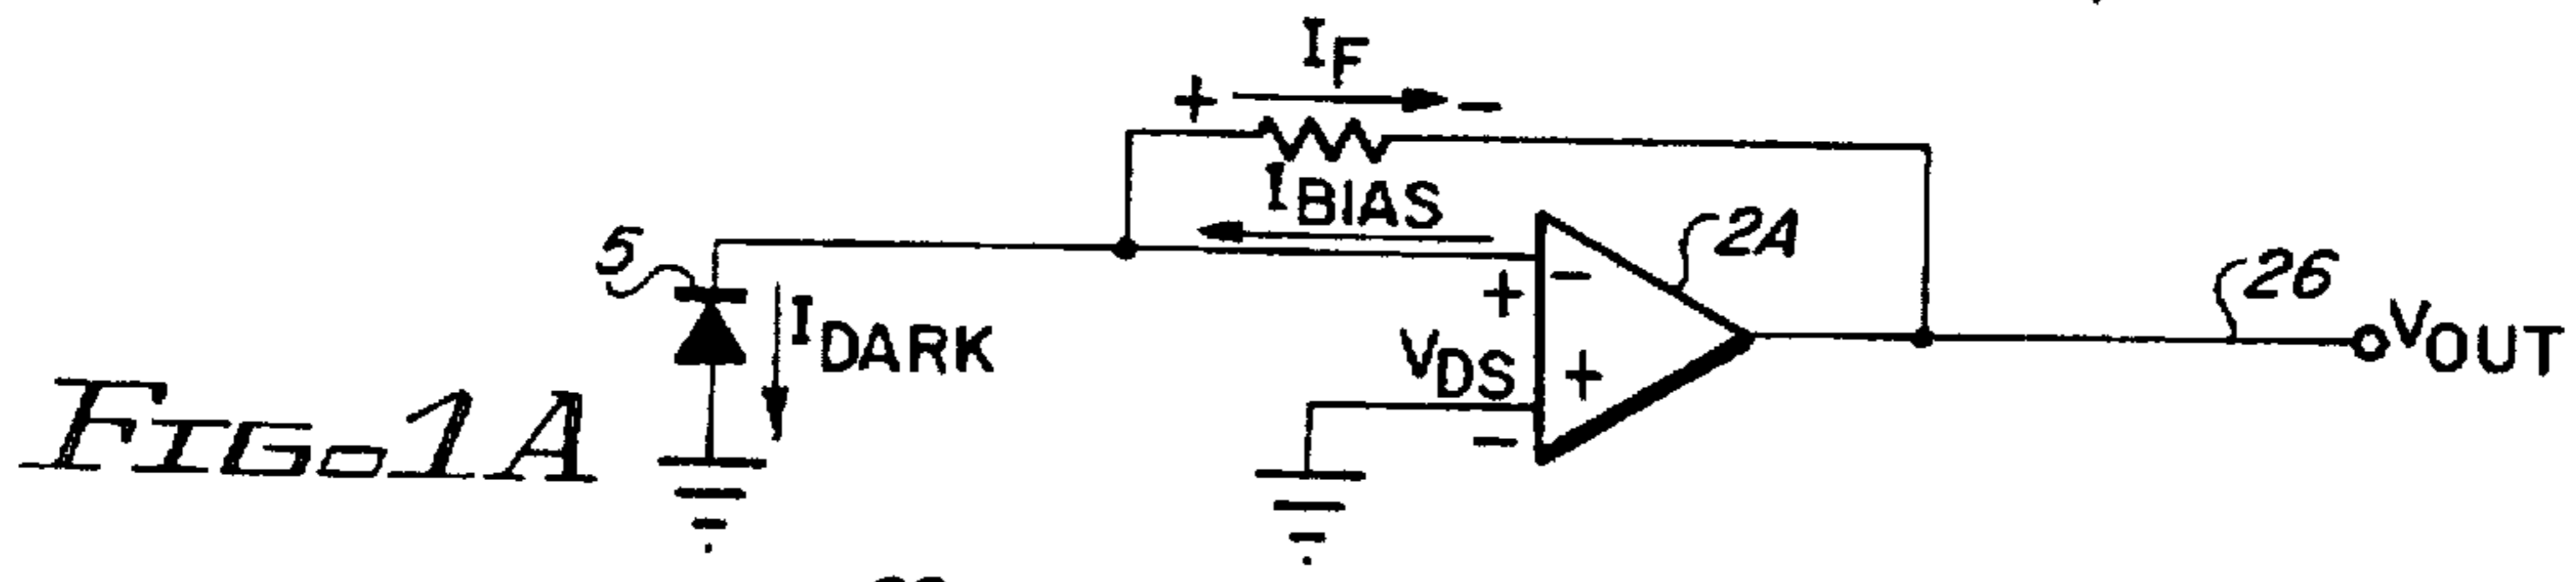 + I_F -
I_BIAS
5
2A
-
+
26
I_DARK
V_DS
+
V_OUT
-
FIG. 1A